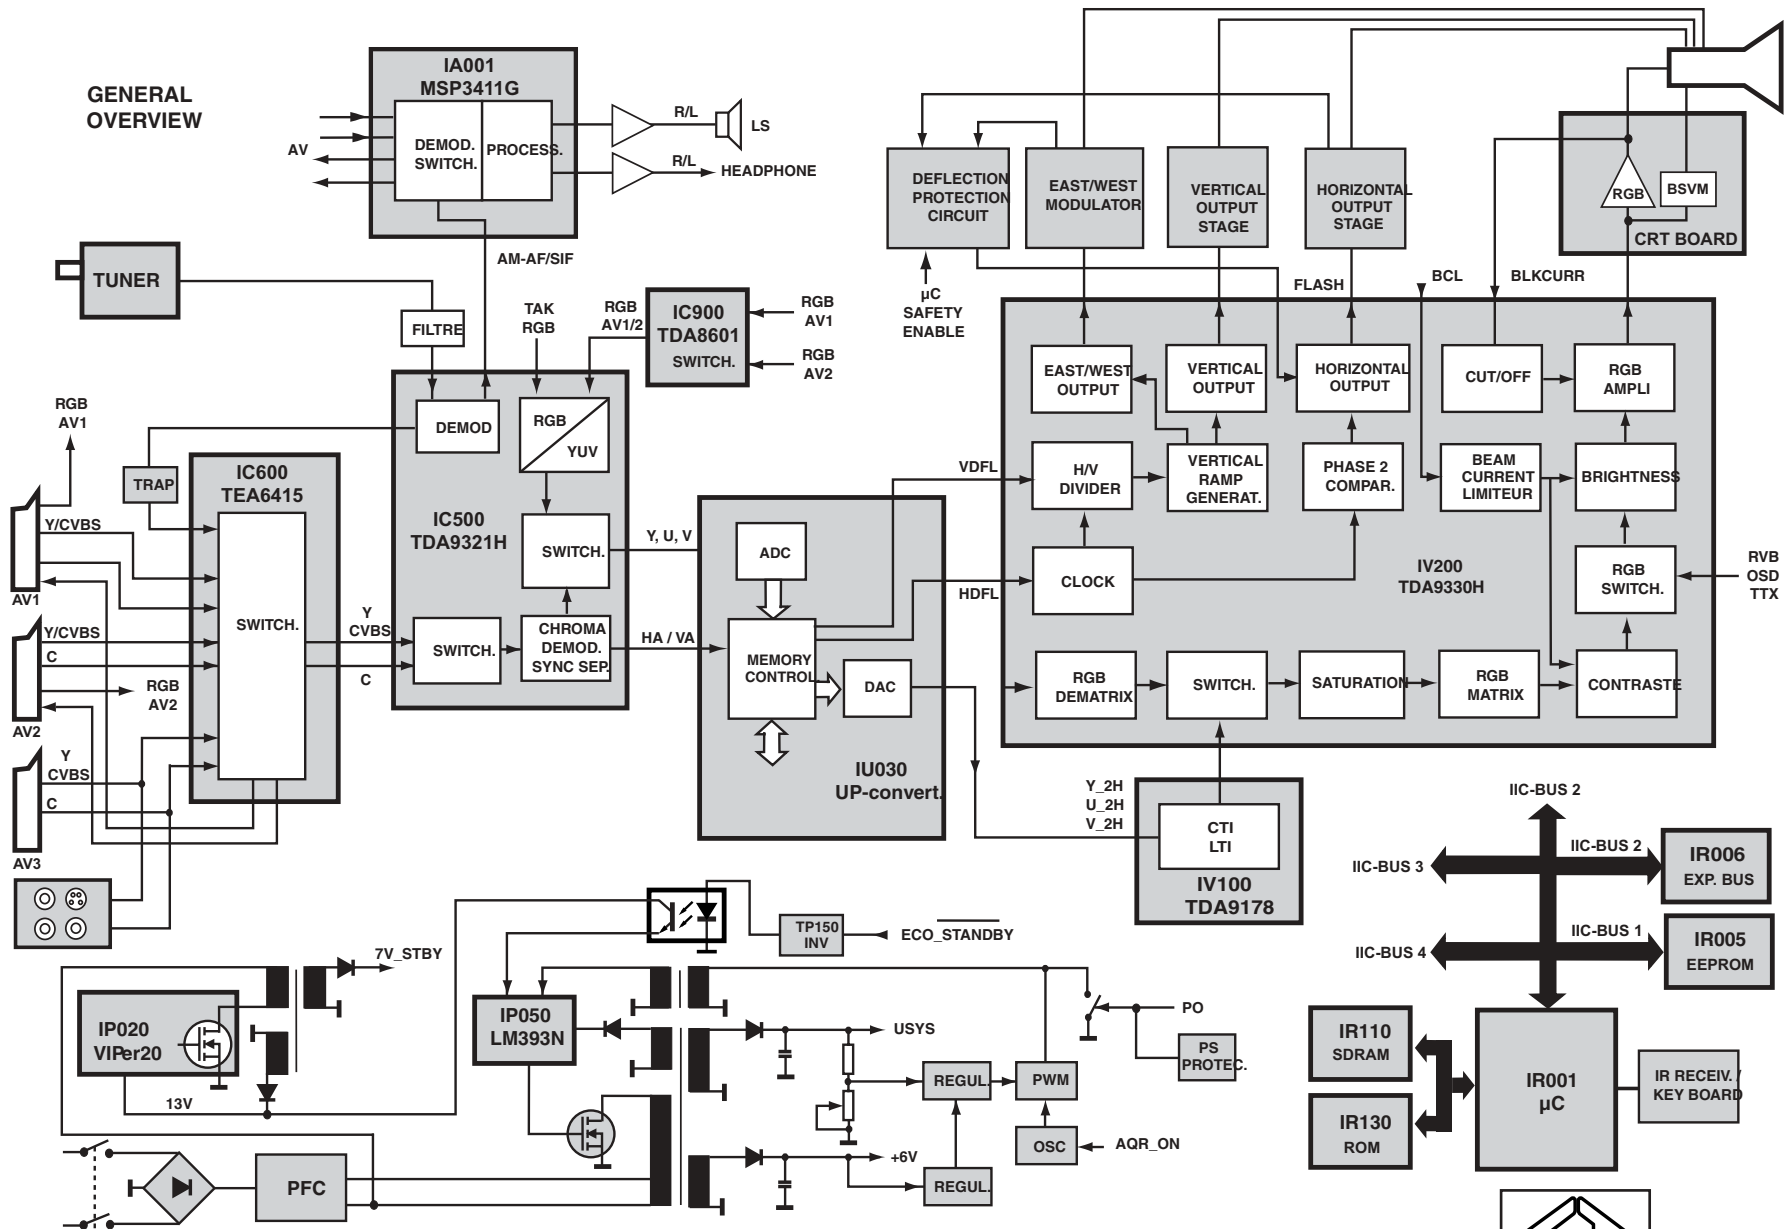 GENERAL
OVERVIEW
IA001
MSP3411G
DEMOD.
SWITCH.
PROCESS.
AV
R/L
LS
R/L
HEADPHONE
AM-AF/SIF
TUNER
FILTRE
TAK
RGB
RGB
AV1/2
IC900
TDA8601
SWITCH.
RGB
AV1
RGB
AV2
DEFLECTION
PROTECTION
CIRCUIT
EAST/WEST
MODULATOR
VERTICAL
OUTPUT
STAGE
HORIZONTAL
OUTPUT
STAGE
RGB
BSVM
CRT BOARD
µC
SAFETY
ENABLE
FLASH
BCL
BLKCURR
EAST/WEST
OUTPUT
VERTICAL
OUTPUT
HORIZONTAL
OUTPUT
CUT/OFF
RGB
AMPLI
H/V
DIVIDER
VERTICAL
RAMP
GENERAT.
PHASE 2
COMPAR.
BEAM
CURRENT
LIMITEUR
BRIGHTNESS
CLOCK
IV200
TDA9330H
RGB
SWITCH.
RVB
OSD
TTX
RGB
DEMATRIX
SWITCH.
SATURATION
RGB
MATRIX
CONTRASTE
VDFL
HDFL
RGB
AV1
TRAP
IC600
TEA6415
SWITCH.
Y/CVBS
AV1
Y/CVBS
C
RGB
AV2
AV2
Y
CVBS
C
AV3
Y
CVBS
C
DEMOD
RGB
YUV
IC500
TDA9321H
SWITCH.
SWITCH.
CHROMA
DEMOD.
SYNC SEP.
Y, U, V
HA / VA
ADC
MEMORY
CONTROL
DAC
IU030
UP-convert.
Y_2H
U_2H
V_2H
CTI
LTI
IV100
TDA9178
IIC-BUS 2
IIC-BUS 3
IIC-BUS 2
IR006
EXP. BUS
IIC-BUS 4
IIC-BUS 1
IR005
EEPROM
IR110
SDRAM
IR130
ROM
IR001
µC
IR RECEIV. /
KEY BOARD
TP150
INV
ECO_STANDBY
7V_STBY
IP020
VIPer20
13V
PFC
IP050
LM393N
USYS
REGUL.
PWM
OSC
AQR_ON
+6V
REGUL.
PO
PS
PROTEC.